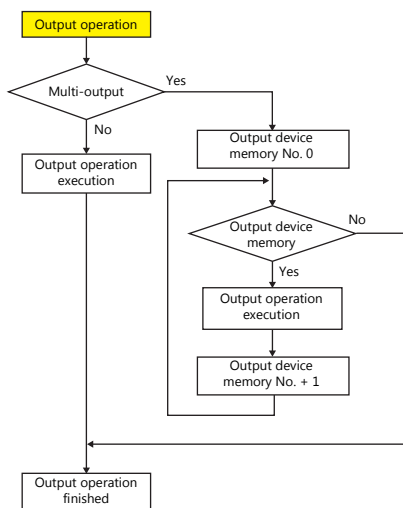 Output operation
Multi-output
Yes
No
Output operation
execution
Output device
memory No. 0
Output device
memory
No
Yes
Output operation
execution
Output device
memory No. + 1
Output operation
finished